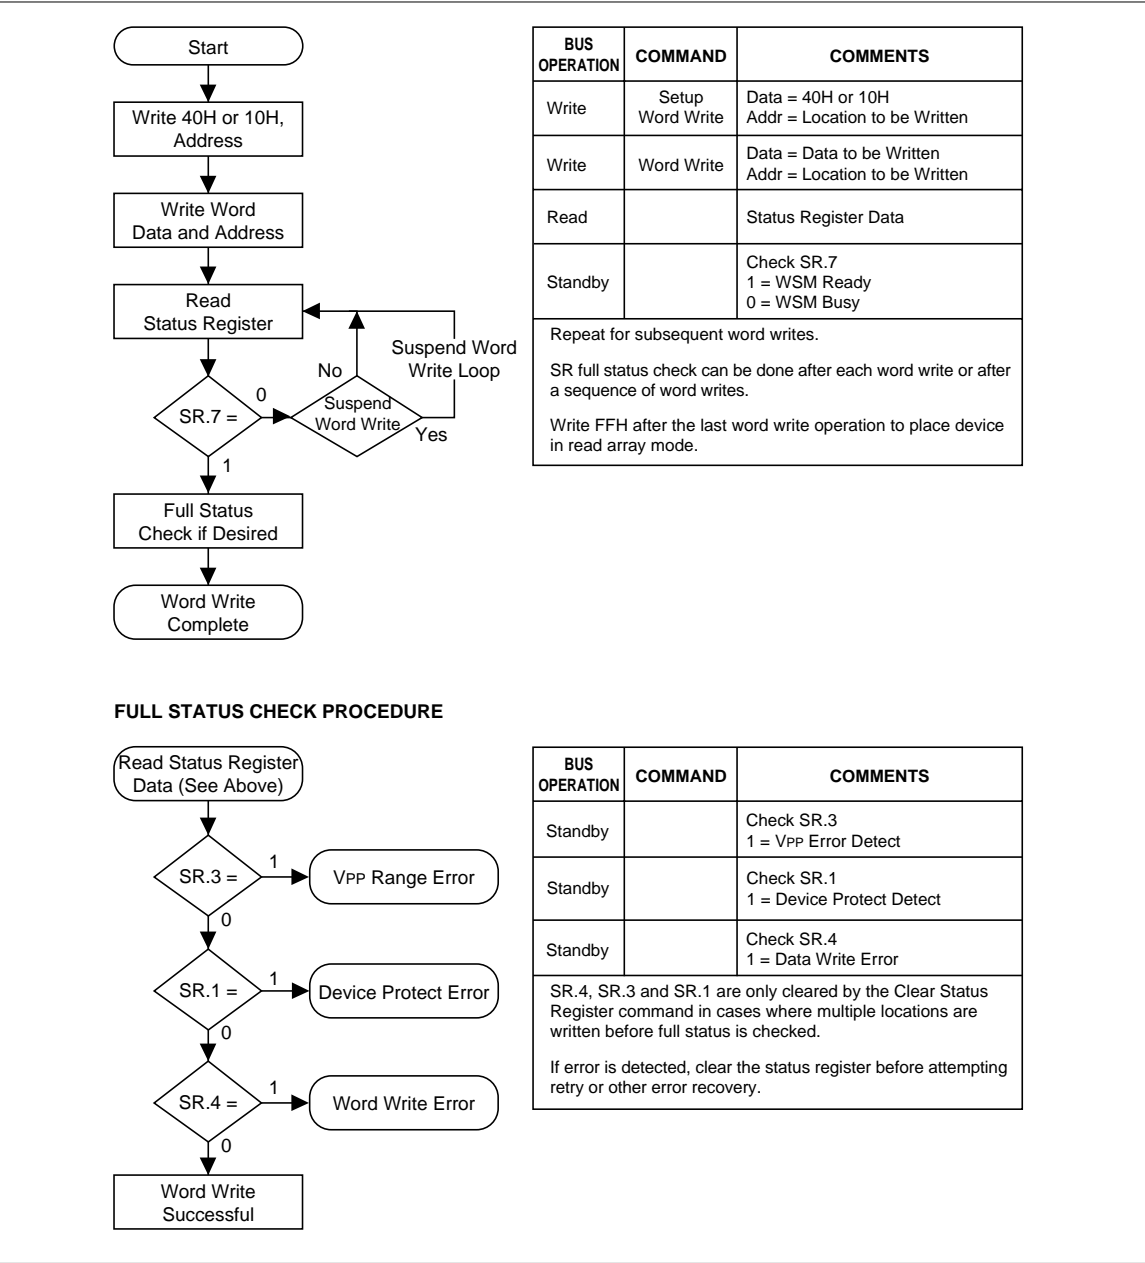 Start
Write 40H or 10H,
Address
Write Word
Data and Address
Read
Status Register
SR.7 =
0
1
Suspend
Word Write
No
Yes
Suspend Word
Write Loop
Full Status
Check if Desired
Word Write
Complete
BUS OPERATION COMMAND COMMENTS
Write Setup Word Write Data = 40H or 10H
Addr = Location to be Written
Write Word Write Data = Data to be Written
Addr = Location to be Written
Read Status Register Data
Standby Check SR.7
1 = WSM Ready
0 = WSM Busy
Repeat for subsequent word writes.
SR full status check can be done after each word write or after
a sequence of word writes.
Write FFH after the last word write operation to place device
in read array mode.
FULL STATUS CHECK PROCEDURE
Read Status Register
Data (See Above)
SR.3 =
1
VPP Range Error
0
SR.1 =
1
Device Protect Error
0
SR.4 =
1
Word Write Error
0
Word Write
Successful
BUS OPERATION COMMAND COMMENTS
Standby Check SR.3
1 = VPP Error Detect
Standby Check SR.1
1 = Device Protect Detect
Standby Check SR.4
1 = Data Write Error
SR.4, SR.3 and SR.1 are only cleared by the Clear Status
Register command in cases where multiple locations are
written before full status is checked.
If error is detected, clear the status register before attempting
retry or other error recovery.